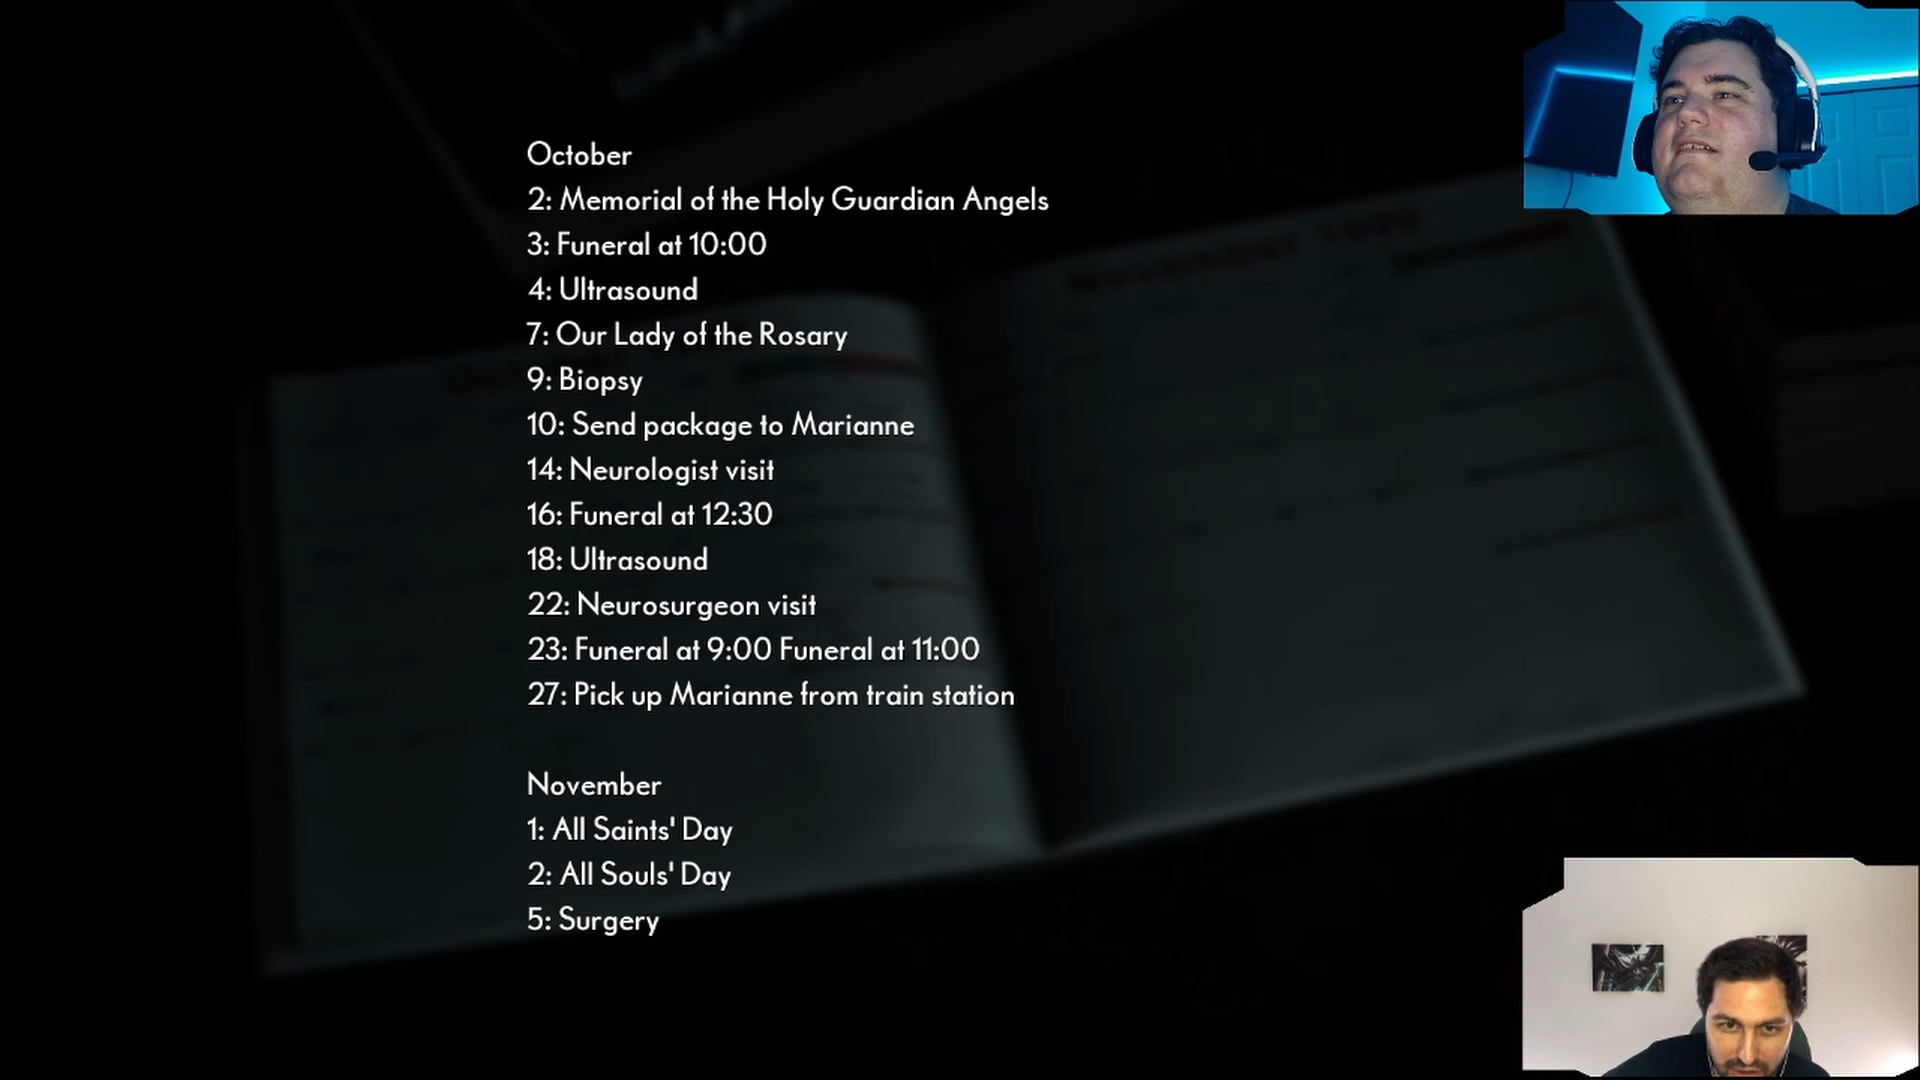 October
2: Memorial of the Holy Guardian Angels
3: Funeral at 10:00
4: Ultrasound
7: Our Lady of the Rosary
9: Biopsy
10: Send package to Marianne
14: Neurologist visit
16: Funeral at 12:30
18: Ultrasound
22: Neurosurgeon visit
23: Funeral at 9:00 Funeral at 11:00
27: Pick up Marianne from train station
November
1: All Saints' Day
2: All Souls' Day
5: Surgery